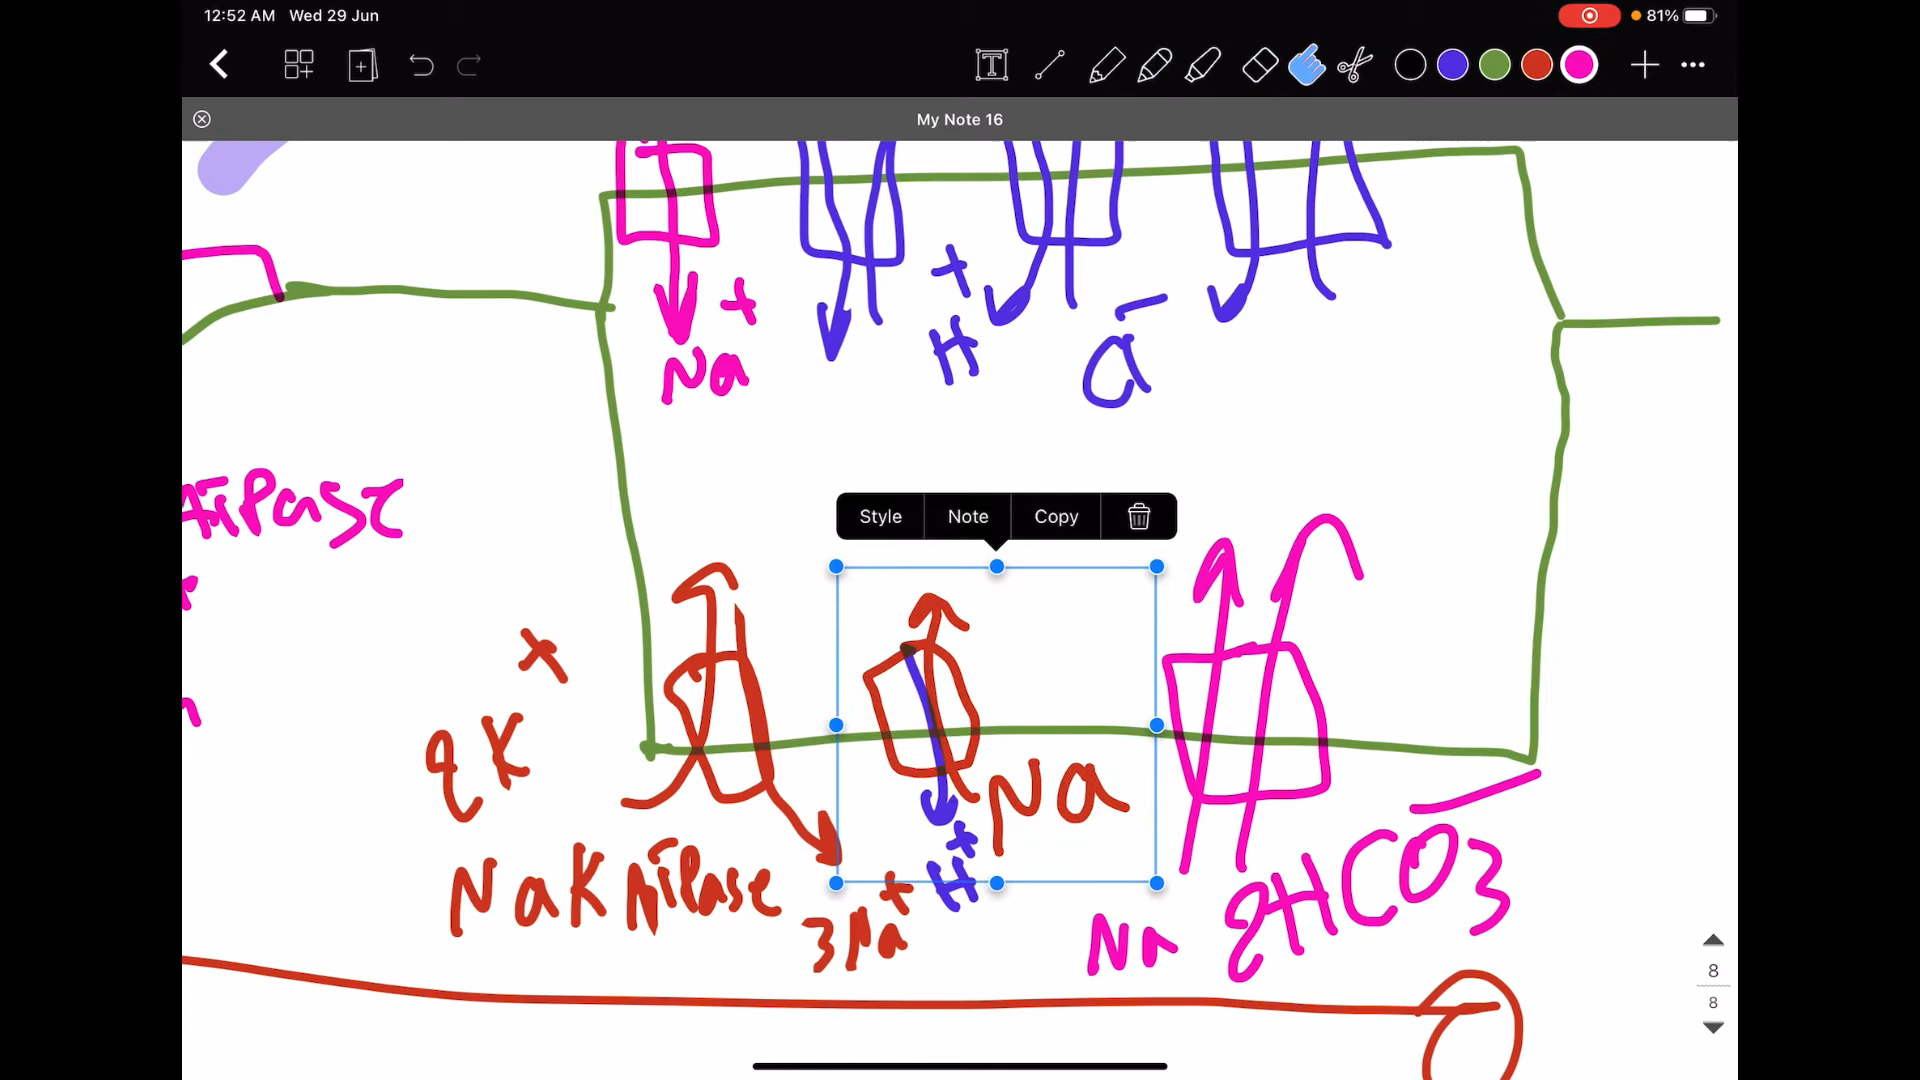 12:52 AM Wed 29 Jun
81%
T
My Note 16
+
Na
+
H
-
a
AtPase
Style Note Copy
+
2K
Na
NaK AtPase
3Na+
H+
Na 2HCO3-
8
8